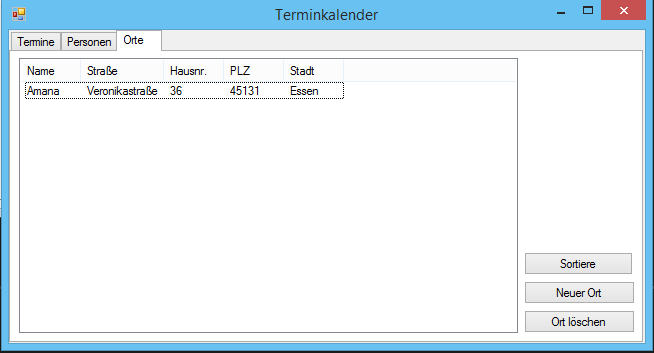 Terminkalender
Termine Personen Orte
Name Straße Hausnr. PLZ Stadt
Amana Veronikastraße 36 45131 Essen
Sortiere
Neuer Ort
Ort löschen